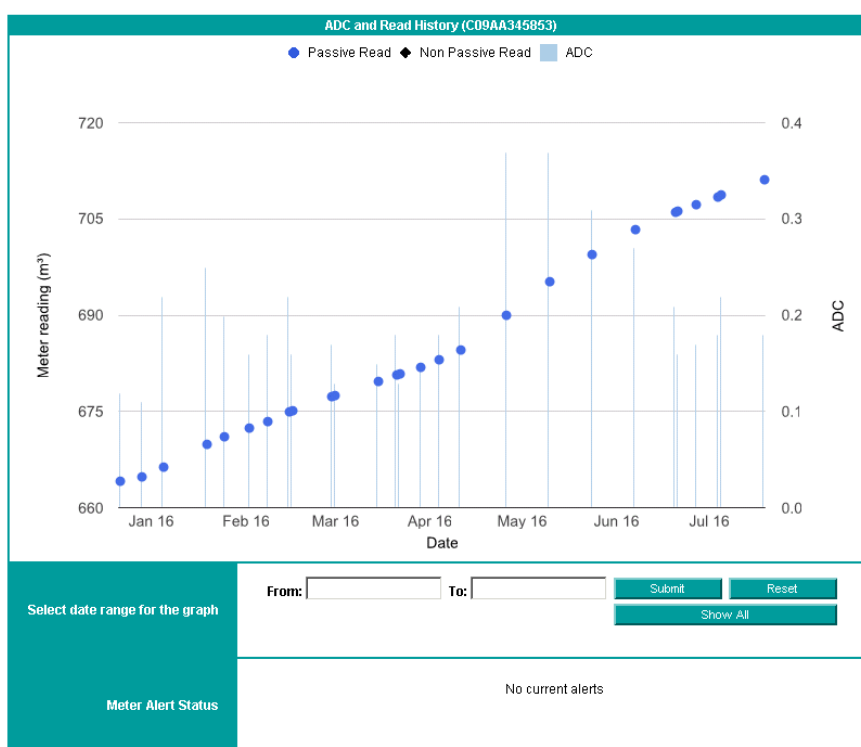 ADC and Read History (C09AA345853)
Passive Read Non Passive Read ADC
720 0.4
705 0.3
690 0.2
675 0.1
660 0.0
Meter reading (m³)
ADC
Jan 16 Feb 16 Mar 16 Apr 16 May 16 Jun 16 Jul 16
Date
Select date range for the graph
From: To: Submit Reset
Show All
Meter Alert Status
No current alerts